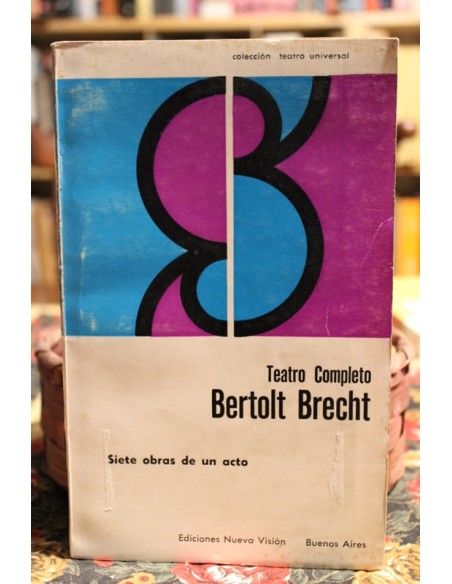 colección teatro universal
Teatro Completo
Bertolt Brecht
Siete obras de un acto
Ediciones Nueva Visión Buenos Aires